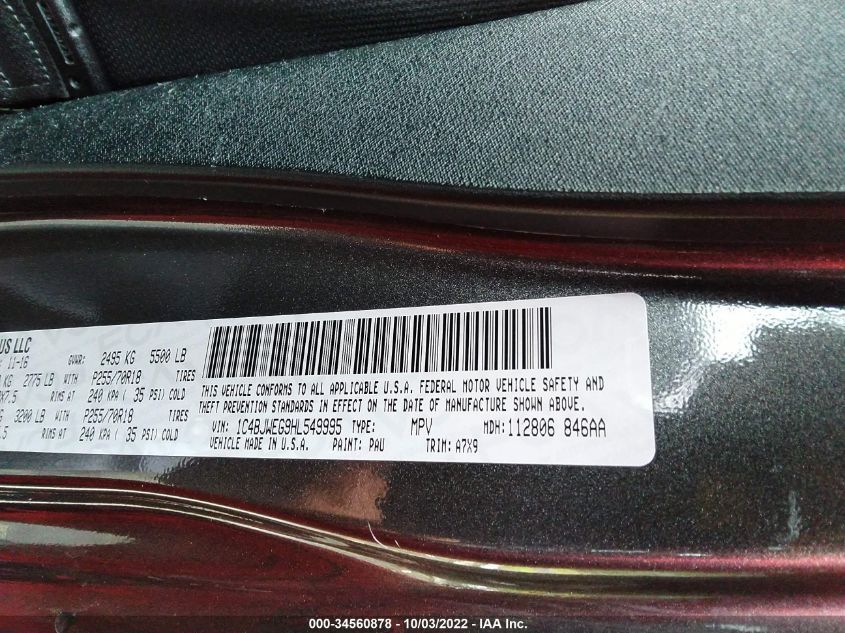 US LLC
11-16 GVWR: 2495 KG 5500 LB
KG 2775 LB WITH P255/70R18 TIRES
X7.5 RIMS AT 240 KPA ( 35 PSI) COLD
3200 LB WITH P255/70R18 TIRES
.5 RIMS AT 240 KPA ( 35 PSI) COLD
THIS VEHICLE CONFORMS TO ALL APPLICABLE U.S.A. FEDERAL MOTOR VEHICLE SAFETY AND
THEFT PREVENTION STANDARDS IN EFFECT ON THE DATE OF MANUFACTURE SHOWN ABOVE.
VIN: 1C4BJWEG9HL549995 TYPE: MPV MDH: 112806 846AA
VEHICLE MADE IN U.S.A. PAINT: PAU TRIM: A7X9
000-34560878 - 10/03/2022 - IAA Inc.